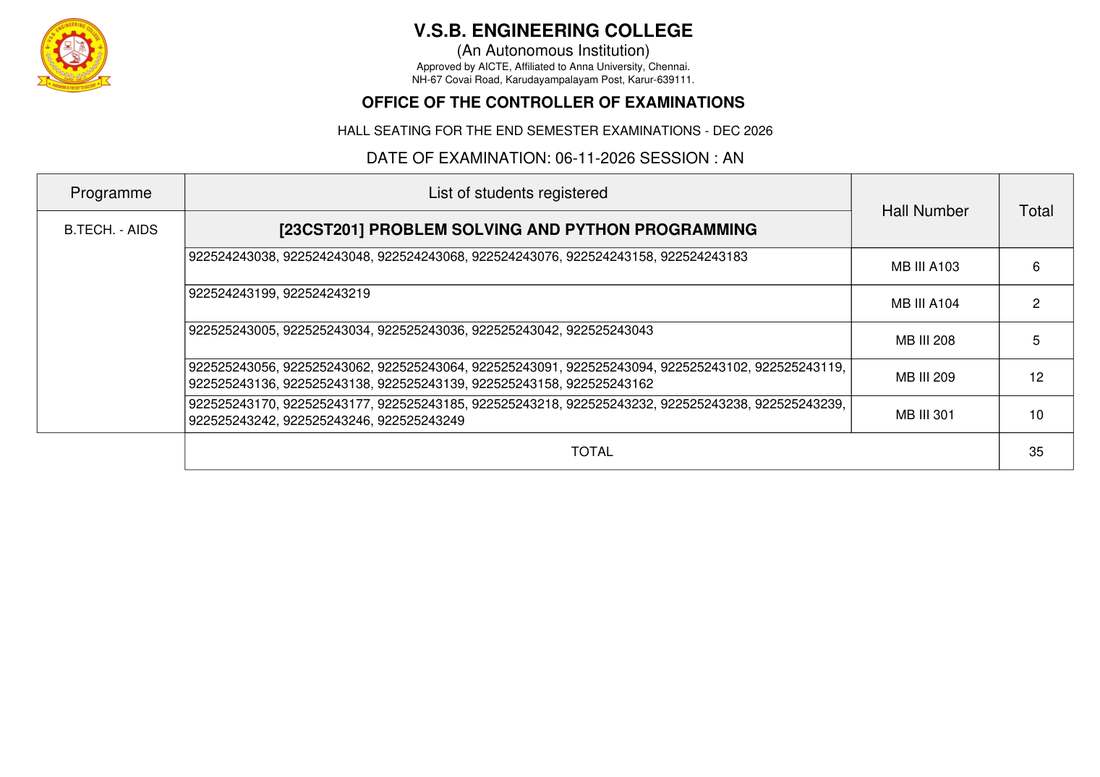 V.S.B. ENGINEERING COLLEGE
(An Autonomous Institution)
Approved by AICTE, Affiliated to Anna University, Chennai.
NH-67 Covai Road, Karudayampalayam Post, Karur-639111.
OFFICE OF THE CONTROLLER OF EXAMINATIONS
HALL SEATING FOR THE END SEMESTER EXAMINATIONS - DEC 2026
DATE OF EXAMINATION: 06-11-2026 SESSION : AN
Programme List of students registered Hall Number Total
B.TECH. - AIDS [23CST201] PROBLEM SOLVING AND PYTHON PROGRAMMING
922524243038, 922524243048, 922524243068, 922524243076, 922524243158, 922524243183 MB III A103 6
922524243199, 922524243219 MB III A104 2
922525243005, 922525243034, 922525243036, 922525243042, 922525243043 MB III 208 5
922525243056, 922525243062, 922525243064, 922525243091, 922525243094, 922525243102, 922525243119,
922525243136, 922525243138, 922525243139, 922525243158, 922525243162 MB III 209 12
922525243170, 922525243177, 922525243185, 922525243218, 922525243232, 922525243238, 922525243239,
922525243242, 922525243246, 922525243249 MB III 301 10
TOTAL 35